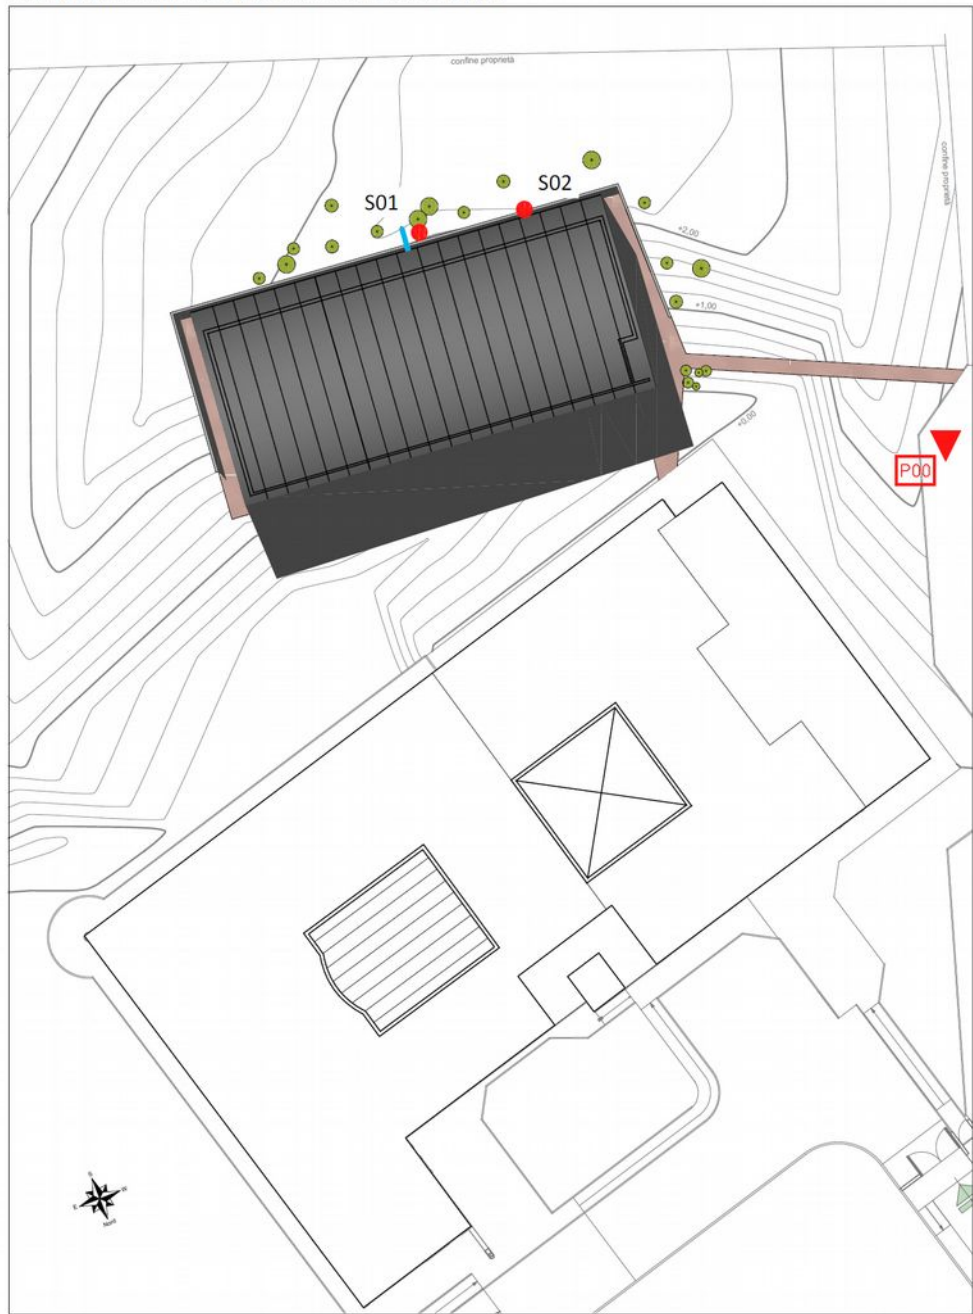 confine proprietà
confine proprietà
S02
S01
+2,00
+1,00
+0,00
P00
S
E
W
Nord